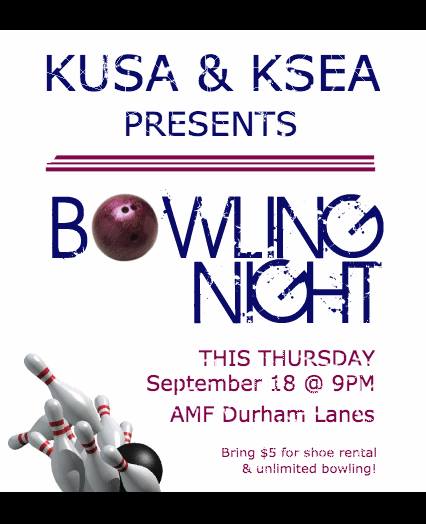 KUSA & KSEA
PRESENTS
BOWLING
NIGHT
THIS THURSDAY
September 18 @ 9PM
AMF Durham Lanes
Bring $5 for shoe rental
& unlimited bowling!